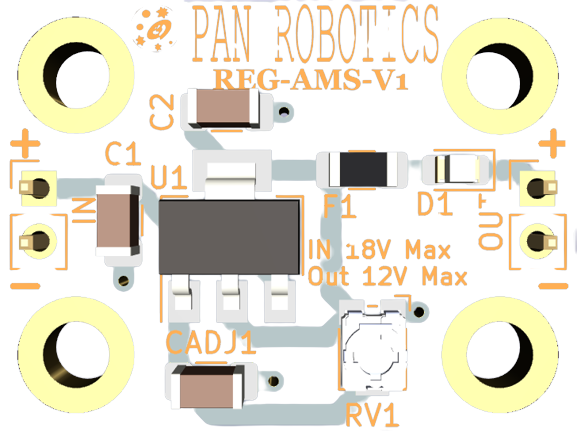 PAN ROBOTICS
REG-AMS-V1
C2
+
+
C1
U1
IN
F1
D1
OUT
IN 18V Max
Out 12V Max
-
-
CADJ1
RV1